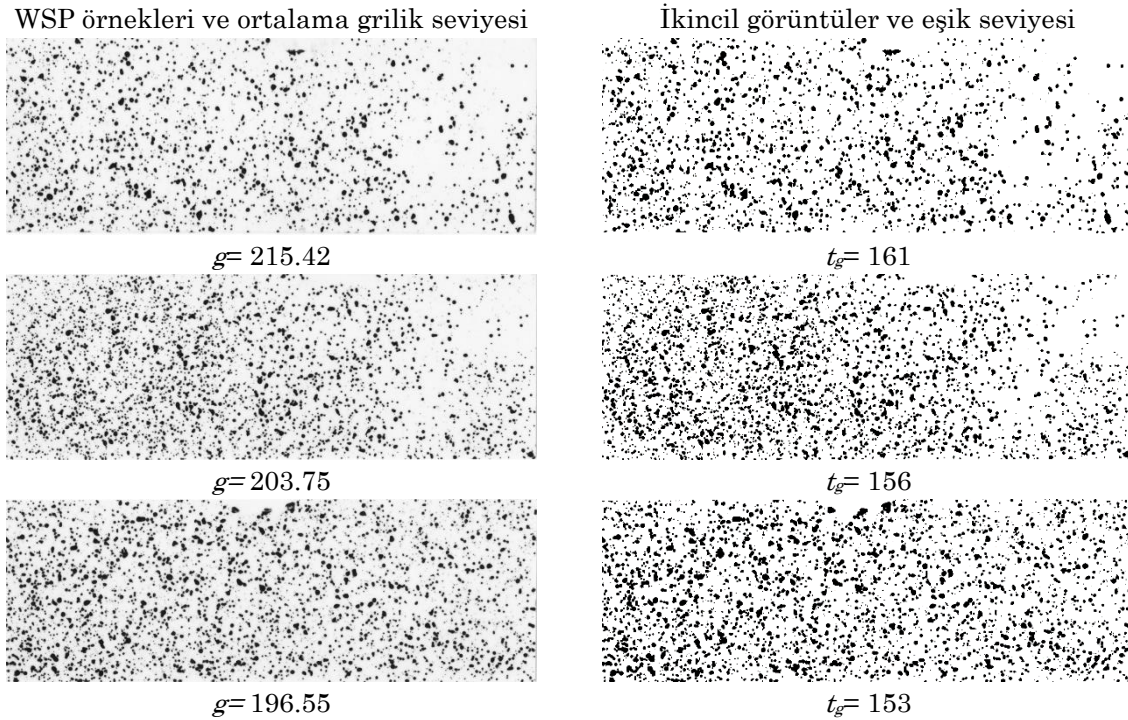 WSP örnekleri ve ortalama grilik seviyesi
İkincil görüntüler ve eşik seviyesi
g= 215.42
tg= 161
g= 203.75
tg= 156
g= 196.55
tg= 153